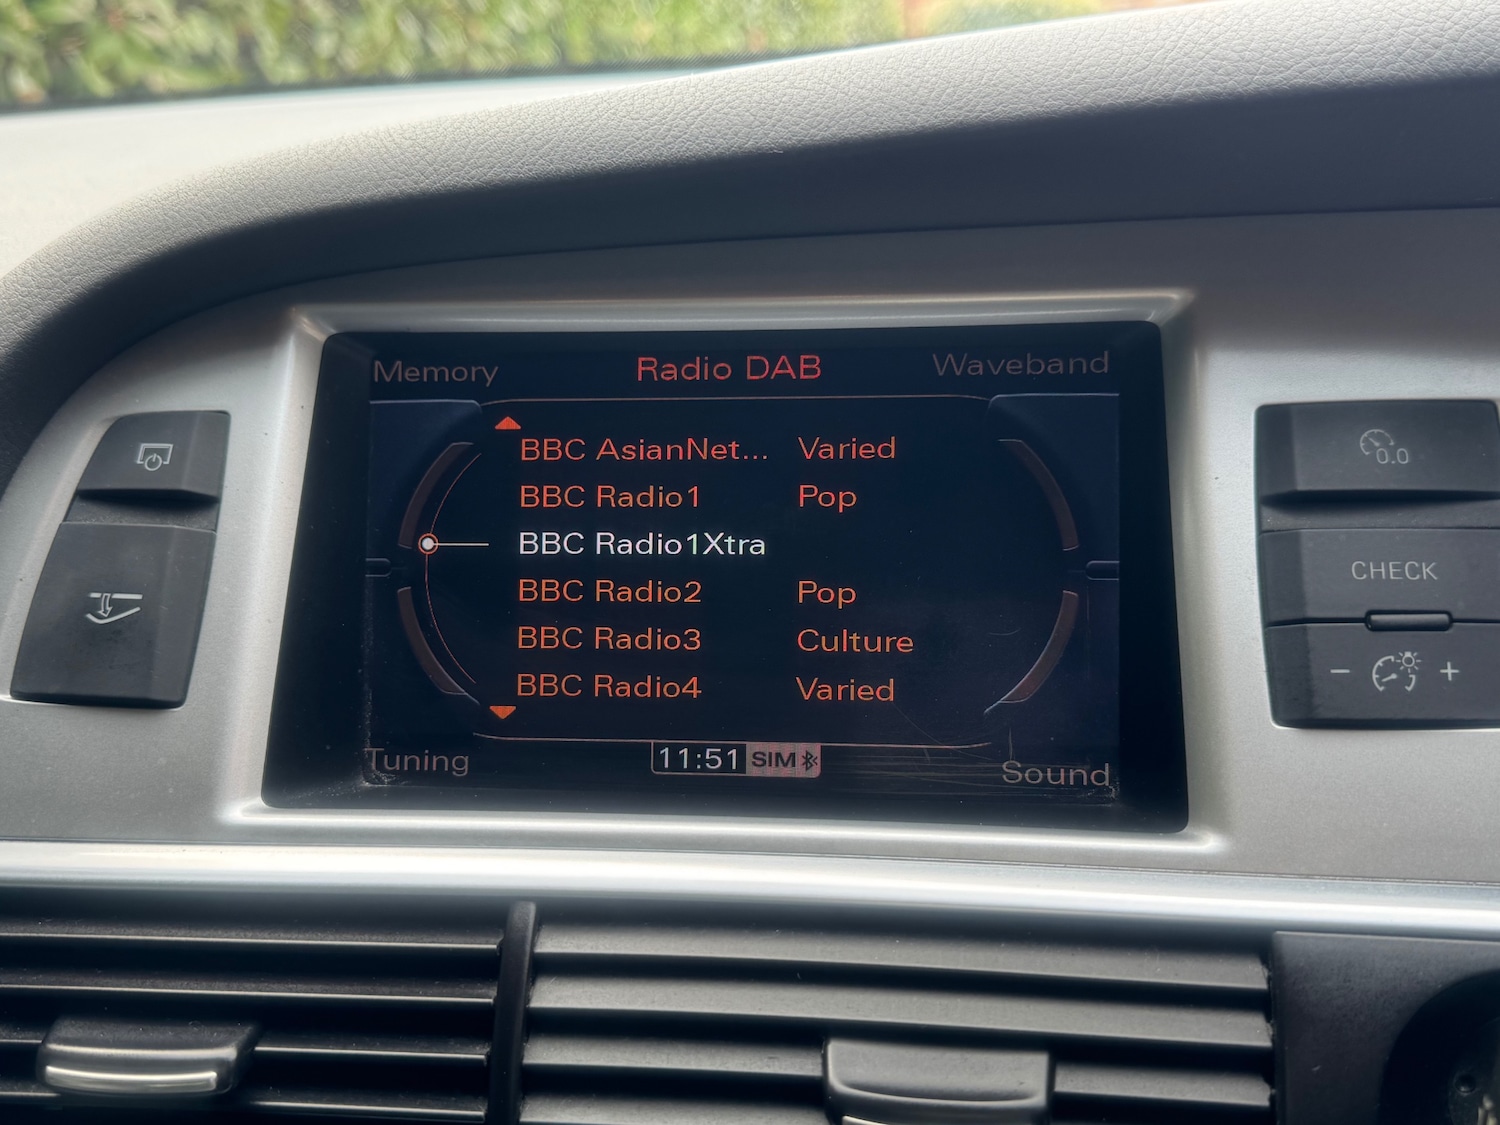 Memory Radio DAB Waveband
BBC AsianNet... Varied
BBC Radio1 Pop
BBC Radio1Xtra
BBC Radio2 Pop
BBC Radio3 Culture
BBC Radio4 Varied
Tuning 11:51 SIM Sound
0.0
CHECK
- +